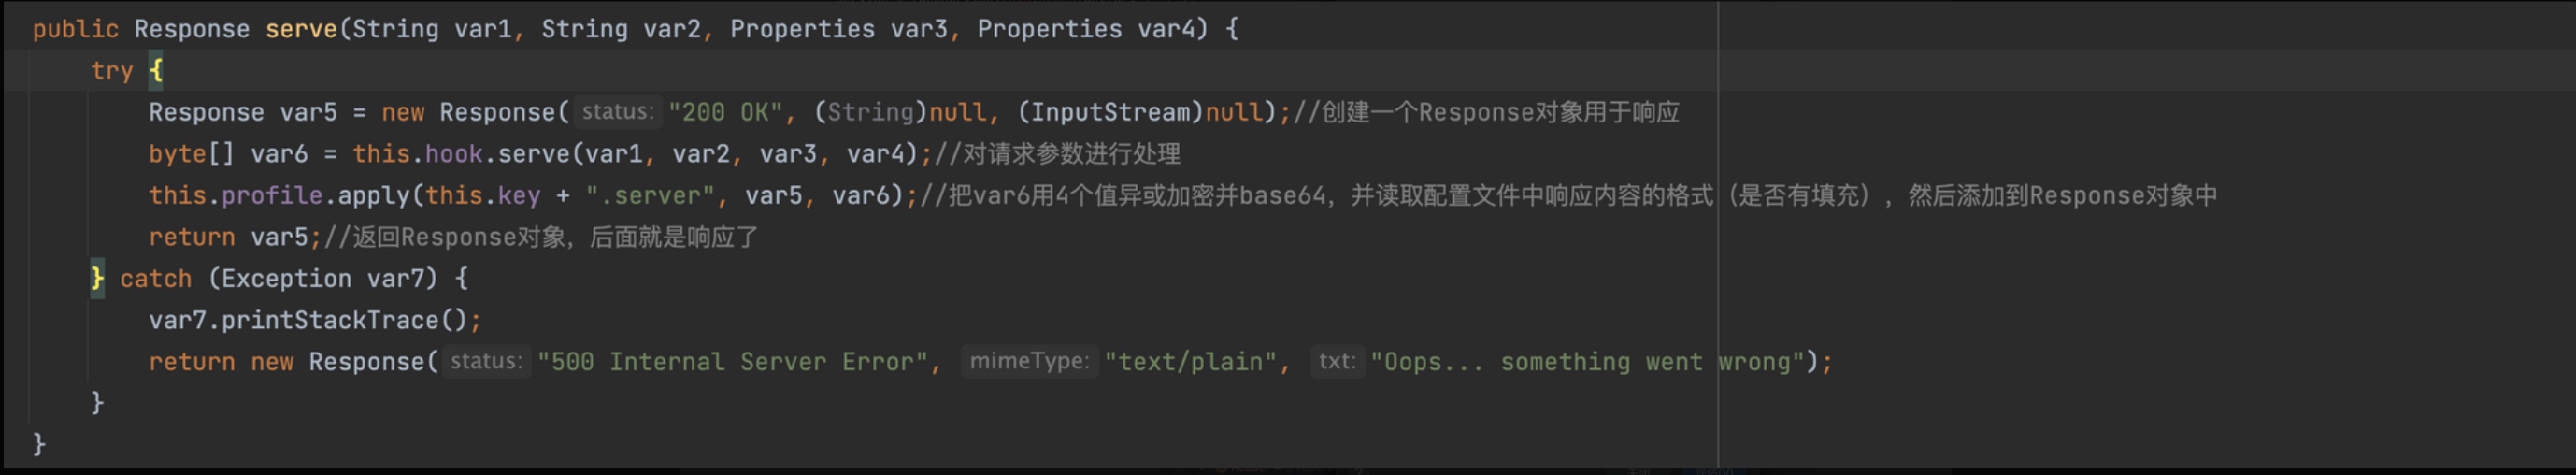 public Response serve(String var1, String var2, Properties var3, Properties var4) {
try {
Response var5 = new Response( status: "200 OK", (String)null, (InputStream)null);//创建一个Response对象用于响应
byte[] var6 = this.hook.serve(var1, var2, var3, var4);//对请求参数进行处理
this.profile.apply(this.key + ".server", var5, var6);//把var6用4个值异或加密并base64，并读取配置文件中响应内容的格式（是否有填充），然后添加到Response对象中
return var5;//返回Response对象，后面就是响应了
} catch (Exception var7) {
var7.printStackTrace();
return new Response( status: "500 Internal Server Error", mimeType: "text/plain", txt: "Oops... something went wrong");
}
}